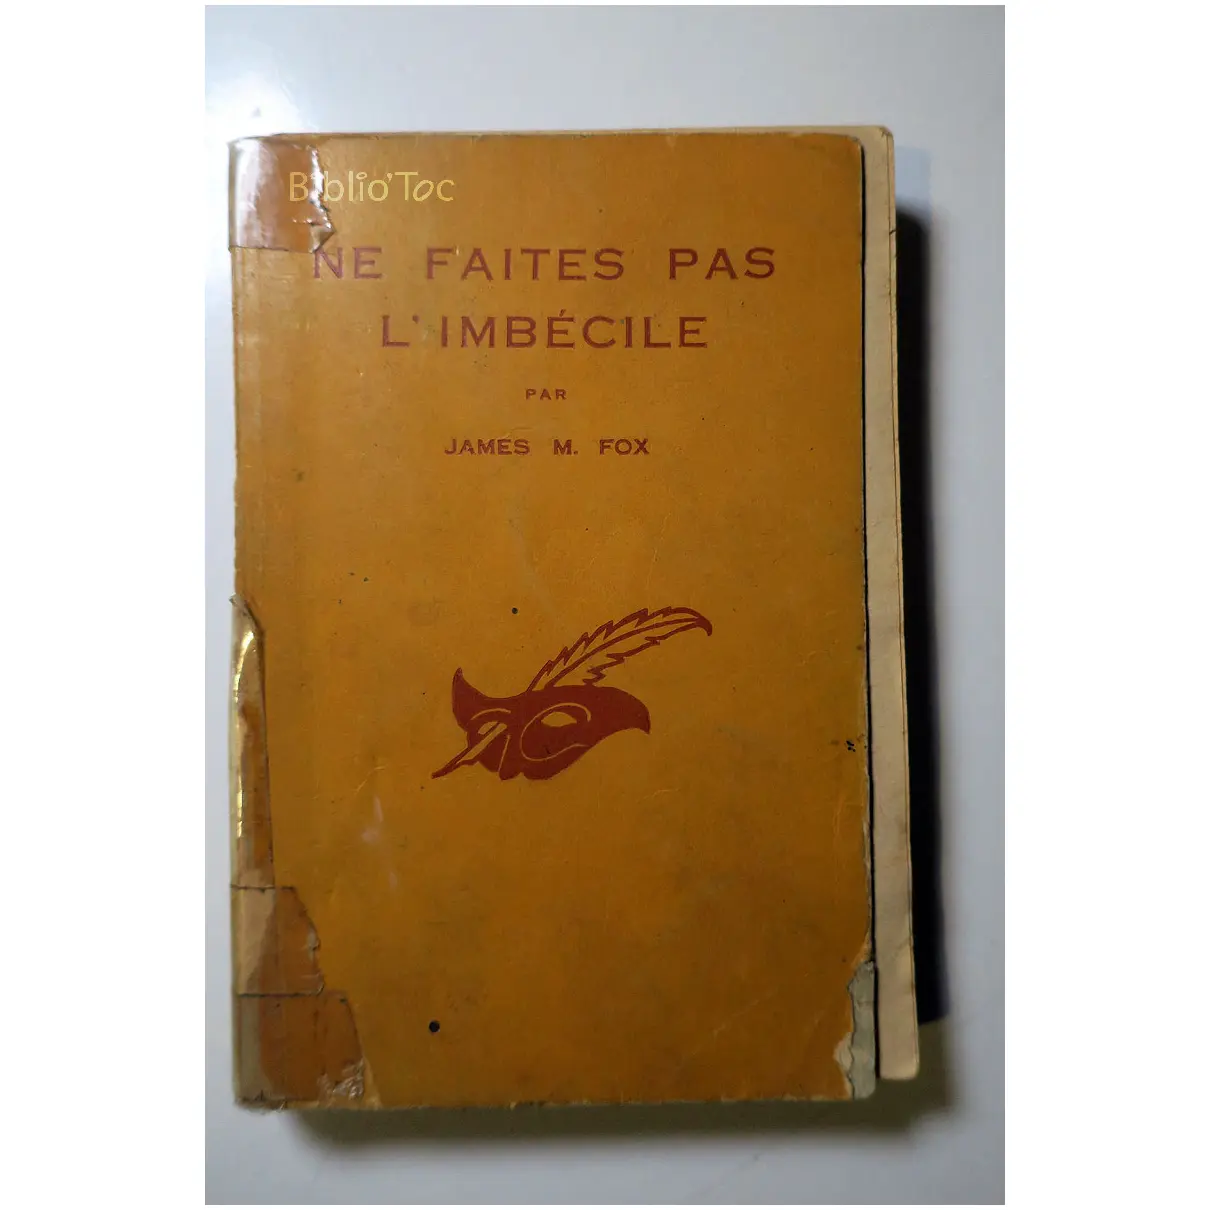 Biblio'Toc
NE FAITES PAS
L'IMBÉCILE
PAR
JAMES M. FOX